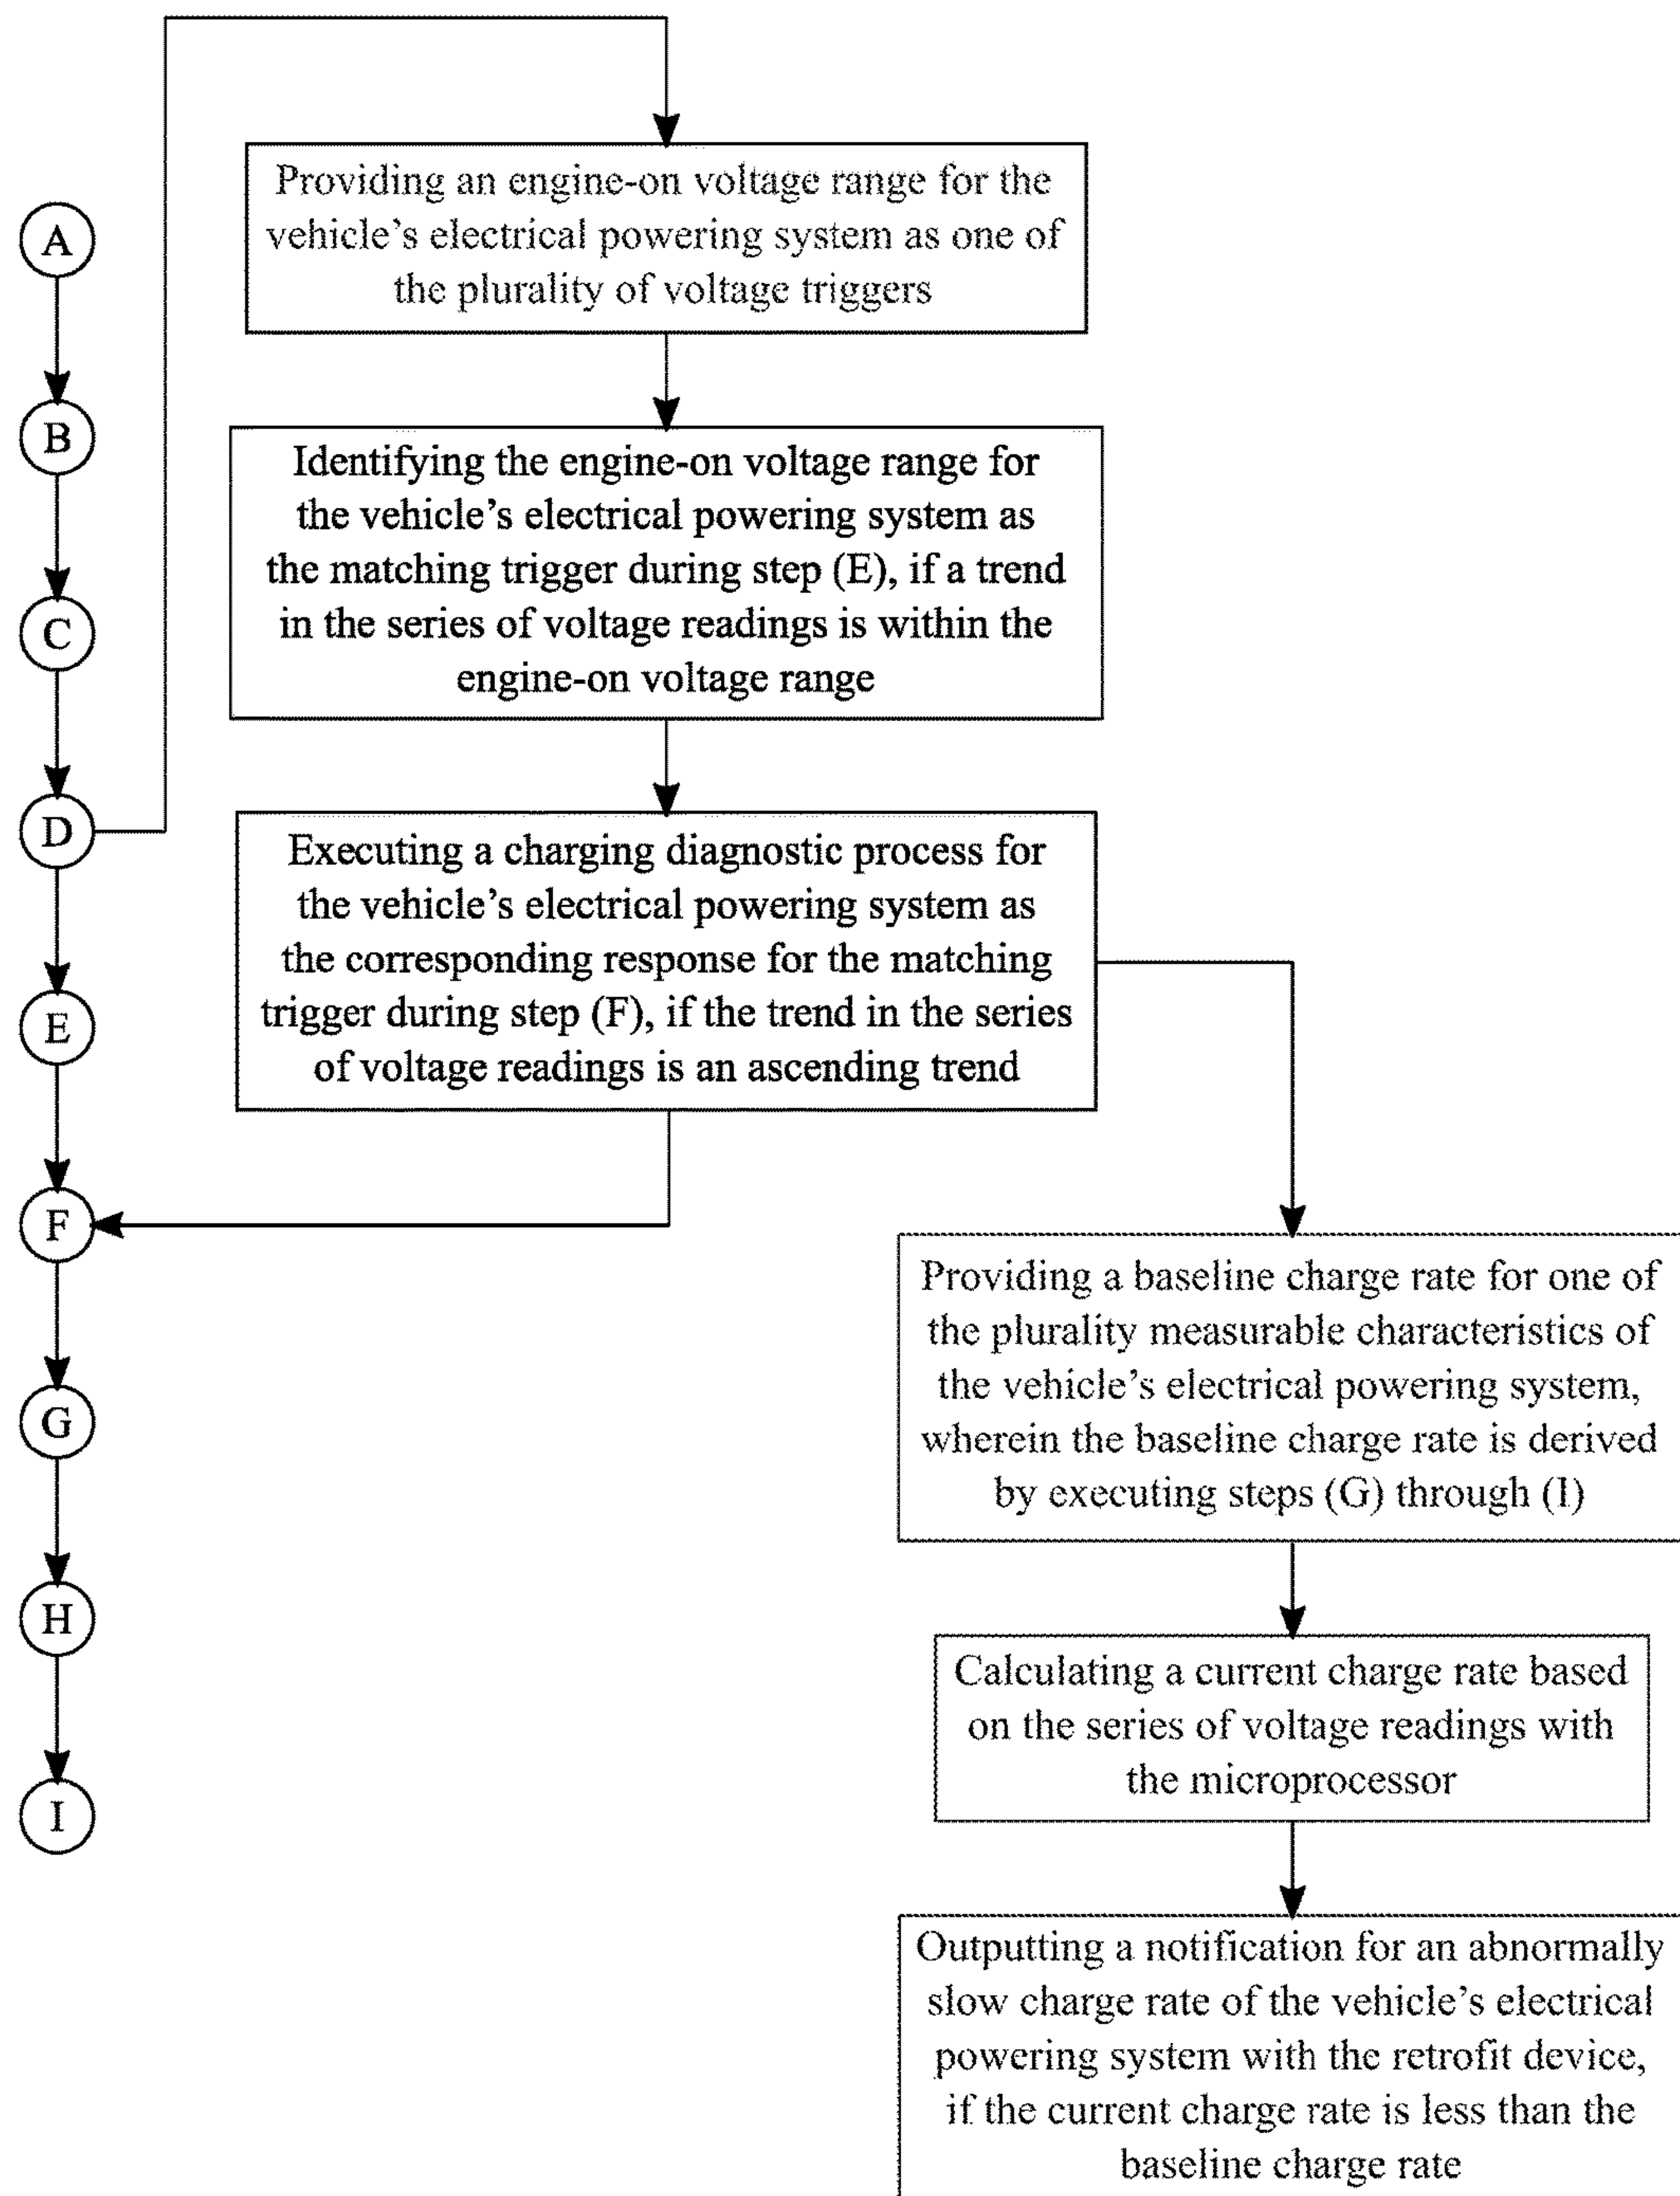 A
B
C
D
E
F
G
H
I
Providing an engine-on voltage range for the
vehicle's electrical powering system as one of
the plurality of voltage triggers
Identifying the engine-on voltage range for
the vehicle's electrical powering system as
the matching trigger during step (E), if a trend
in the series of voltage readings is within the
engine-on voltage range
Executing a charging diagnostic process for
the vehicle's electrical powering system as
the corresponding response for the matching
trigger during step (F), if the trend in the series
of voltage readings is an ascending trend
Providing a baseline charge rate for one of
the plurality measurable characteristics of
the vehicle's electrical powering system,
wherein the baseline charge rate is derived
by executing steps (G) through (I)
Calculating a current charge rate based
on the series of voltage readings with
the microprocessor
Outputting a notification for an abnormally
slow charge rate of the vehicle's electrical
powering system with the retrofit device,
if the current charge rate is less than the
baseline charge rate